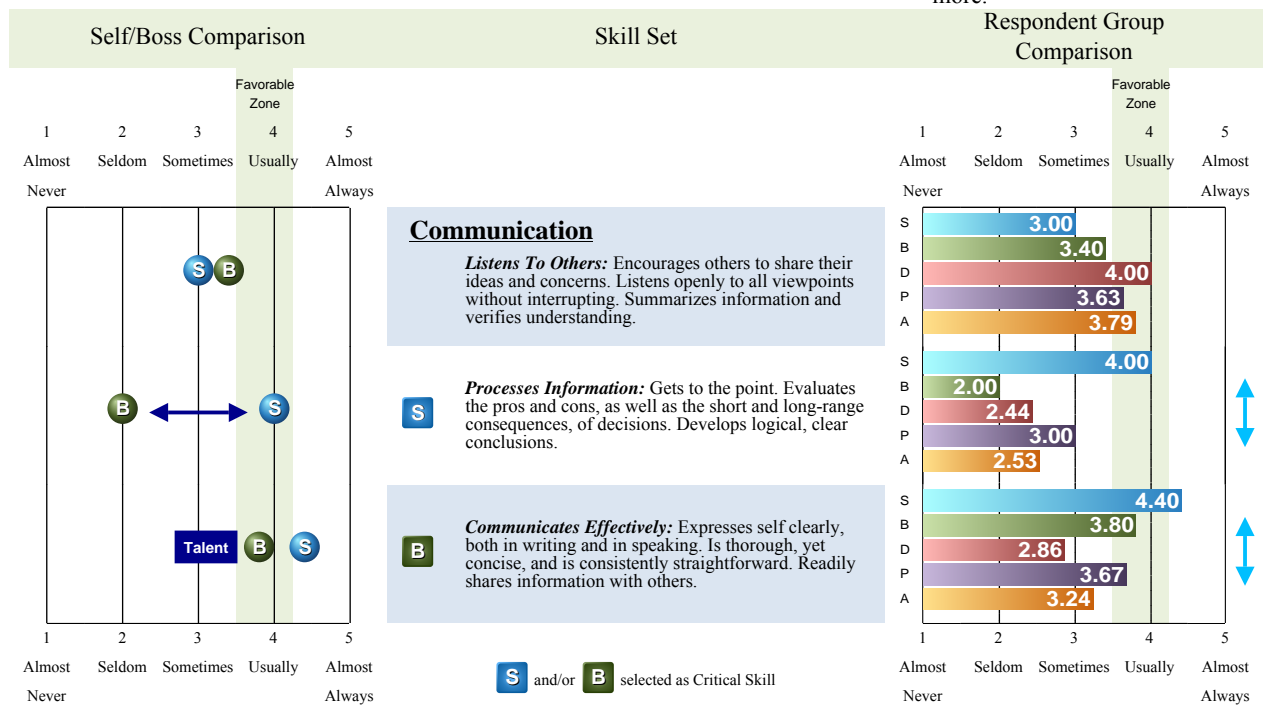 more.
Self/Boss Comparison
Skill Set
Respondent Group
Comparison
Favorable
Zone
1 2 3 4 5
Almost Seldom Sometimes Usually Almost
Never Always
Favorable
Zone
1 2 3 4 5
Almost Seldom Sometimes Usually Almost
Never Always
S B
Communication
Listens To Others: Encourages others to share their
ideas and concerns. Listens openly to all viewpoints
without interrupting. Summarizes information and
verifies understanding.
S 3.00
B 3.40
D 4.00
P 3.63
A 3.79
B S
S
Processes Information: Gets to the point. Evaluates
the pros and cons, as well as the short and long-range
consequences, of decisions. Develops logical, clear
conclusions.
S 4.00
B 2.00
D 2.44
P 3.00
A 2.53
Talent B S
B
Communicates Effectively: Expresses self clearly,
both in writing and in speaking. Is thorough, yet
concise, and is consistently straightforward. Readily
shares information with others.
S 4.40
B 3.80
D 2.86
P 3.67
A 3.24
1 2 3 4 5
Almost Seldom Sometimes Usually Almost
Never Always
S and/or B selected as Critical Skill
1 2 3 4 5
Almost Seldom Sometimes Usually Almost
Never Always